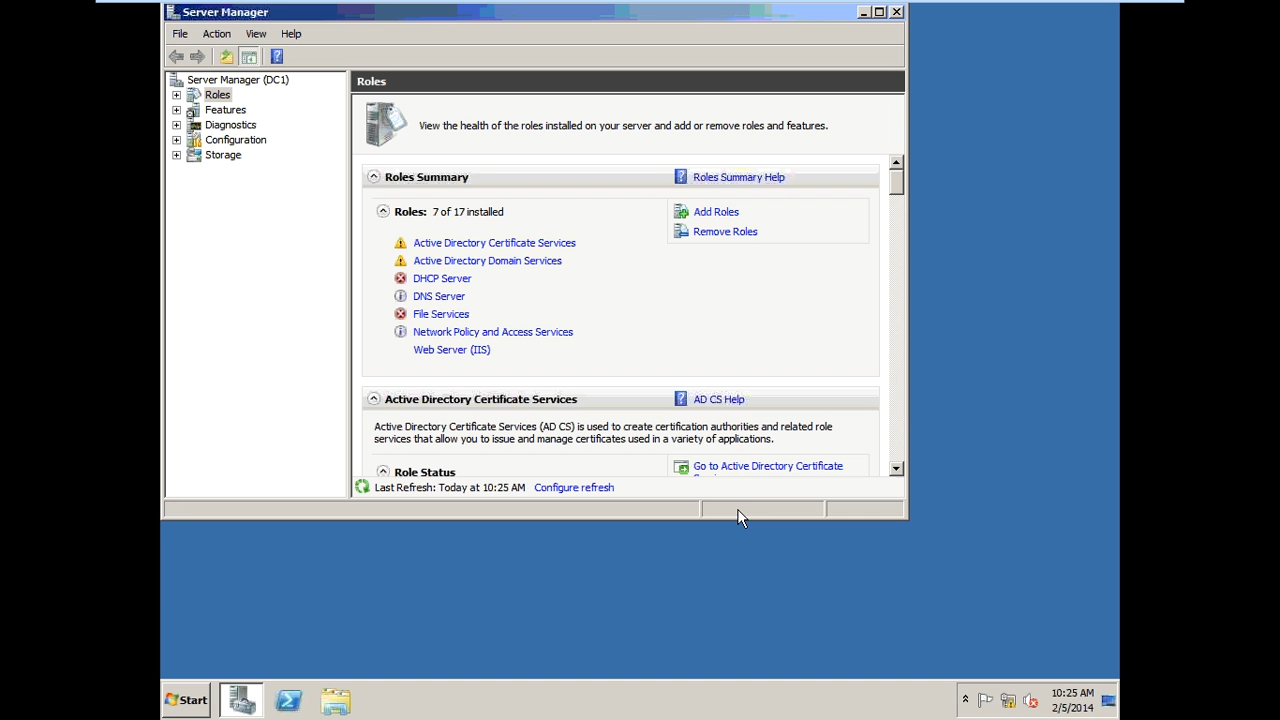 Server Manager
File Action View Help
Server Manager (DC1)
Roles
Features
Diagnostics
Configuration
Storage
Roles
View the health of the roles installed on your server and add or remove roles and features.
Roles Summary
Roles Summary Help
Roles: 7 of 17 installed
Add Roles
Remove Roles
Active Directory Certificate Services
Active Directory Domain Services
DHCP Server
DNS Server
File Services
Network Policy and Access Services
Web Server (IIS)
Active Directory Certificate Services
AD CS Help
Active Directory Certificate Services (AD CS) is used to create certification authorities and related role
services that allow you to issue and manage certificates used in a variety of applications.
Role Status
Go to Active Directory Certificate
Last Refresh: Today at 10:25 AM Configure refresh
Start
10:25 AM
2/5/2014